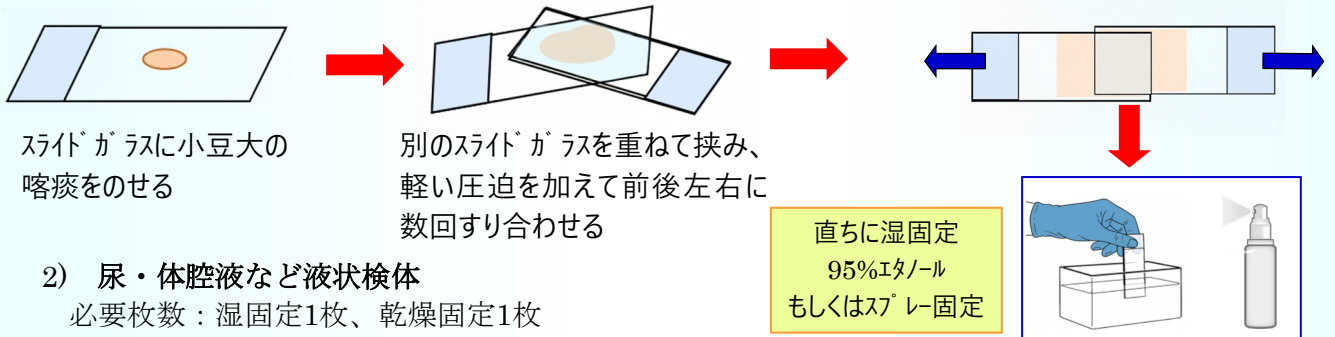 ｽﾗｲﾄﾞｶﾞﾗｽに小豆大の
喀痰をのせる
別のｽﾗｲﾄﾞｶﾞﾗｽを重ねて挟み、
軽い圧迫を加えて前後左右に
数回すり合わせる
直ちに湿固定
95%ｴﾀﾉｰﾙ
もしくはｽﾌﾟﾚｰ固定
2) 尿・体腔液など液状検体
必要枚数：湿固定1枚、乾燥固定1枚